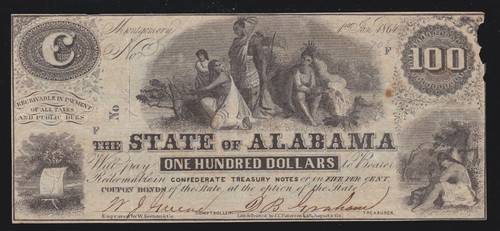 Montgomery 1st Jan. 1864
No
C
100
F
RECEIVABLE IN PAYMENT
OF ALL TAXES
AND PUBLIC DUES
No
F
THE STATE OF ALABAMA
Will pay ONE HUNDRED DOLLARS to Bearer
Redeemable in CONFEDERATE TREASURY NOTES or in FIVE PER CENT.
COUPON BONDS of the State, at the option of the State
D B Graham
COMPTROLLER
TREASURER.